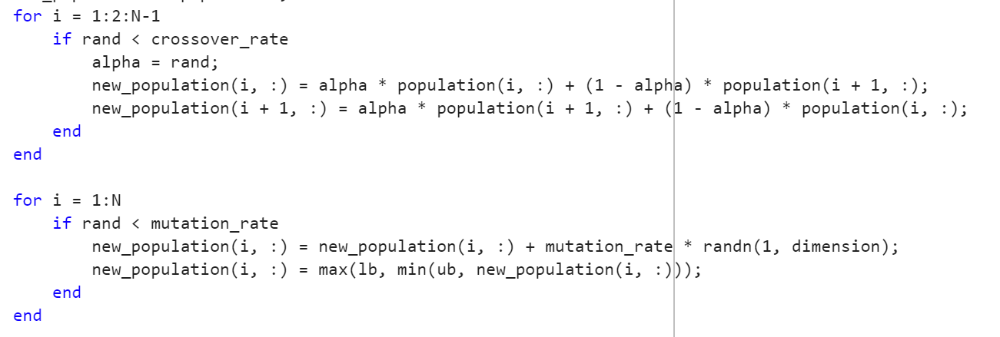 for i = 1:2:N-1
    if rand < crossover_rate
        alpha = rand;
        new_population(i, :) = alpha * population(i, :) + (1 - alpha) * population(i + 1, :);
        new_population(i + 1, :) = alpha * population(i + 1, :) + (1 - alpha) * population(i, :);
    end
end

for i = 1:N
    if rand < mutation_rate
        new_population(i, :) = new_population(i, :) + mutation_rate * randn(1, dimension);
        new_population(i, :) = max(lb, min(ub, new_population(i, :)));
    end
end